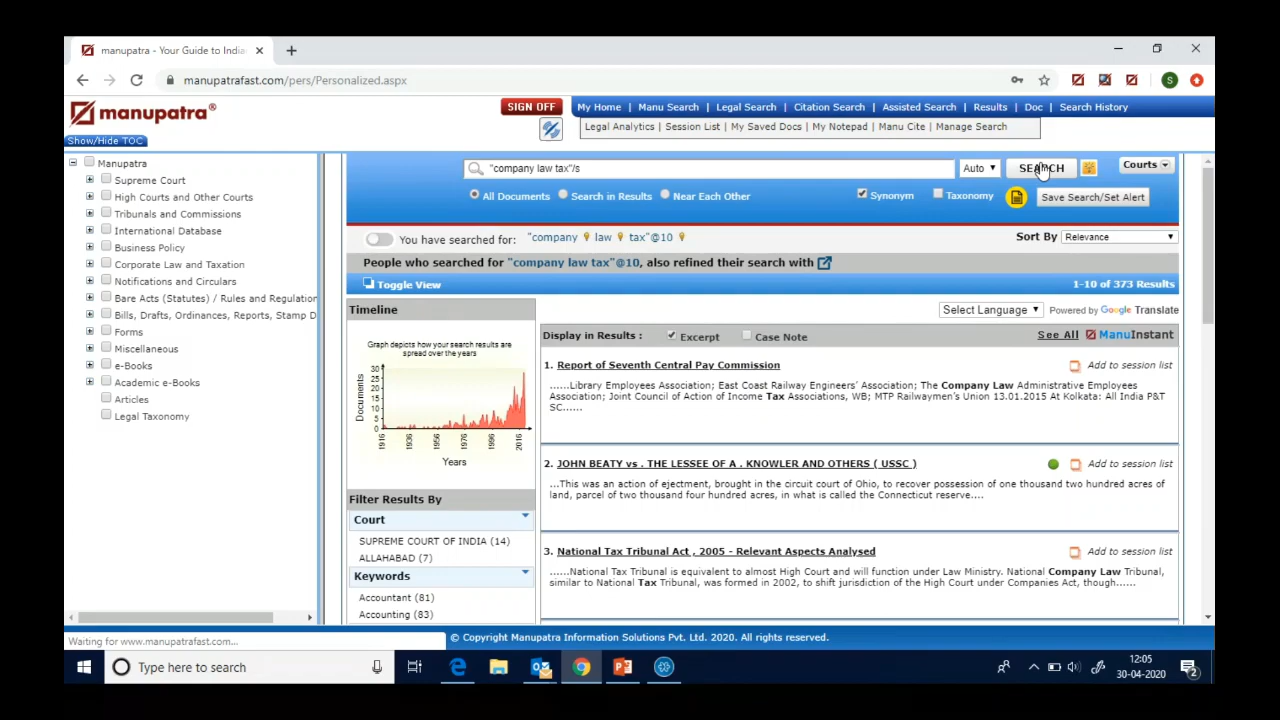 manupatra - Your Guide to India
manupatrafast.com/pers/Personalized.aspx
S
manupatra®
SIGN OFF
My Home | Manu Search | Legal Search | Citation Search | Assisted Search | Results | Doc | Search History
Legal Analytics | Session List | My Saved Docs | My Notepad | Manu Cite | Manage Search
Show/Hide TOC
Manupatra
Supreme Court
High Courts and Other Courts
Tribunals and Commissions
International Database
Business Policy
Corporate Law and Taxation
Notifications and Circulars
Bare Acts (Statutes) / Rules and Regulation
Bills, Drafts, Ordinances, Reports, Stamp D
Forms
Miscellaneous
e-Books
Academic e-Books
Articles
Legal Taxonomy
"company law tax"/s
Auto
SEARCH
Courts
All Documents
Search in Results
Near Each Other
Synonym
Taxonomy
Save Search/Set Alert
You have searched for: "company law tax"@10
Sort By Relevance
People who searched for "company law tax"@10, also refined their search with
Toggle View
1-10 of 373 Results
Timeline
Graph depicts how your search results are
spread over the years
Documents
30
25
20
15
10
5
0
1916 1936 1956 1976 1996 2016
Years
Filter Results By
Court
SUPREME COURT OF INDIA (14)
ALLAHABAD (7)
Keywords
Accountant (81)
Accounting (83)
Select Language
Powered by Google Translate
Display in Results : Excerpt Case Note
See All ManuInstant
1. Report of Seventh Central Pay Commission
Add to session list
......Library Employees Association; East Coast Railway Engineers' Association; The Company Law Administrative Employees
Association; Joint Council of Action of Income Tax Associations, WB; MTP Railwaymen's Union 13.01.2015 At Kolkata: All India P&T
SC......
2. JOHN BEATY vs . THE LESSEE OF A . KNOWLER AND OTHERS ( USSC )
Add to session list
...This was an action of ejectment, brought in the circuit court of Ohio, to recover possession of one thousand two hundred acres of
land, parcel of two thousand four hundred acres, in what is called the Connecticut reserve....
3. National Tax Tribunal Act , 2005 - Relevant Aspects Analysed
Add to session list
......National Tax Tribunal is equivalent to almost High Court and will function under Law Ministry. National Company Law Tribunal,
similar to National Tax Tribunal, was formed in 2002, to shift jurisdiction of the High Court under Companies Act, though......
Waiting for www.manupatrafast.com...
© Copyright Manupatra Information Solutions Pvt. Ltd. 2020. All rights reserved.
Type here to search
12:05
30-04-2020
2